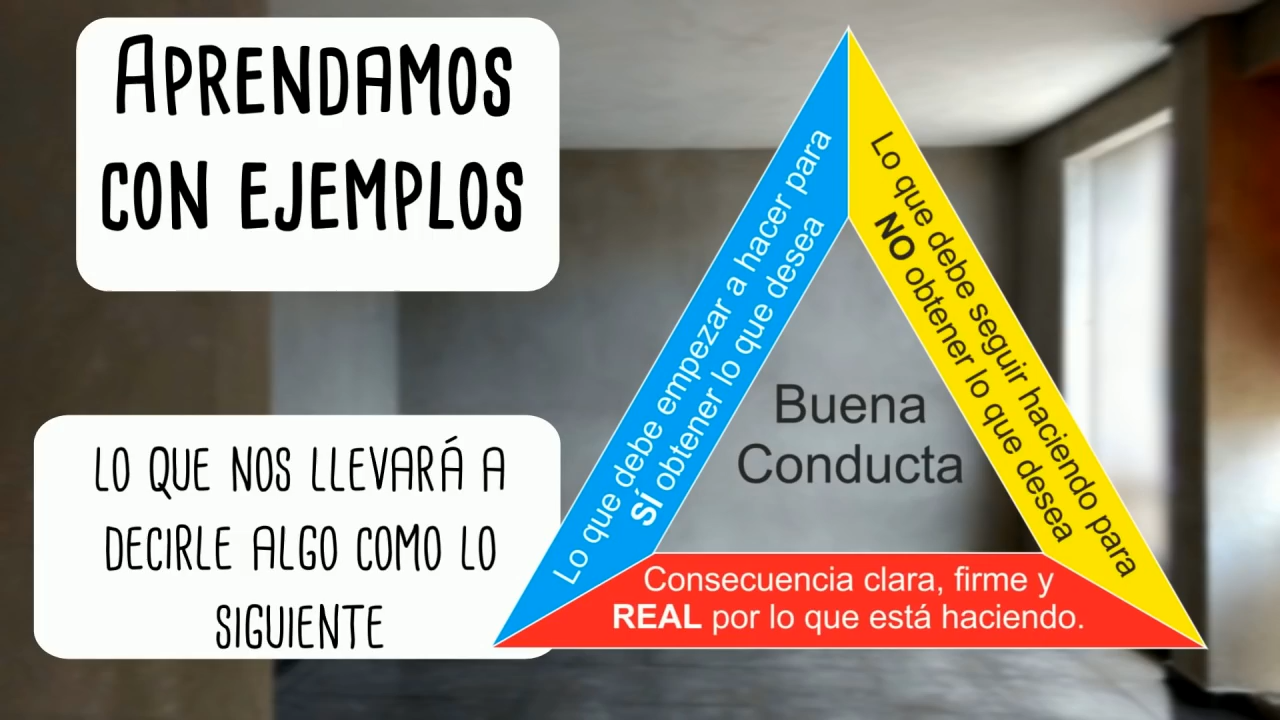 APRENDAMOS
CON EJEMPLOS
LO QUE NOS LLEVARÁ A
DECIRLE ALGO COMO LO
SIGUIENTE
Lo que debe empezar a hacer para
SÍ obtener lo que desea
Lo que debe seguir haciendo para
NO obtener lo que desea
Buena
Conducta
Consecuencia clara, firme y
REAL por lo que está haciendo.